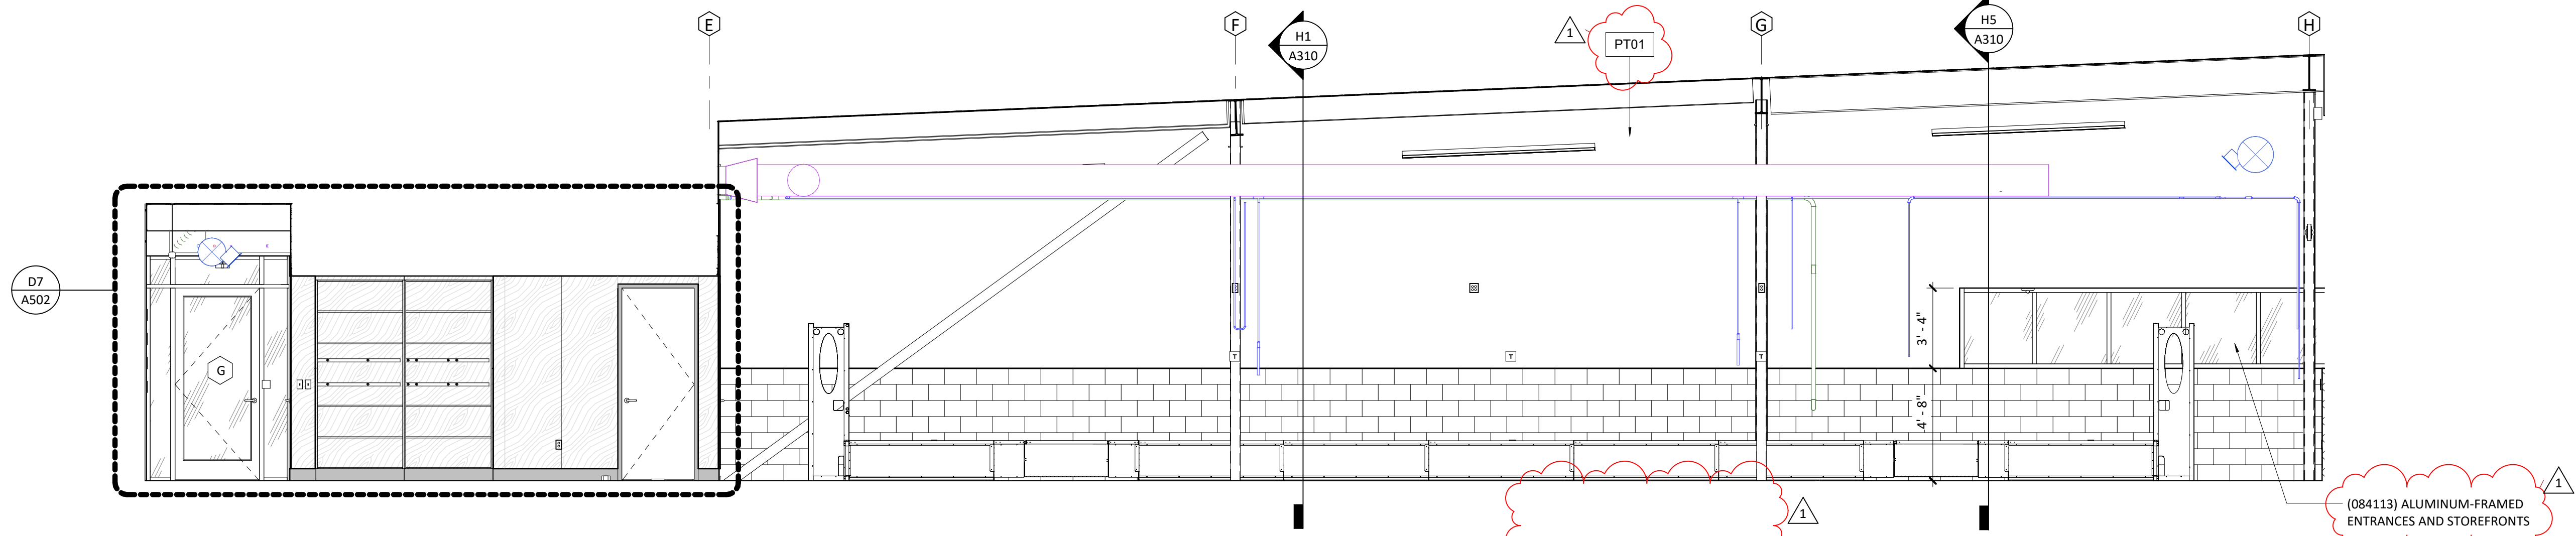 E
F
G
H
H1
A310
H5
A310
1
PT01
D7
A502
G
T
T
T
3' - 4"
4' - 8"
1
1
(084113) ALUMINUM-FRAMED
ENTRANCES AND STOREFRONTS